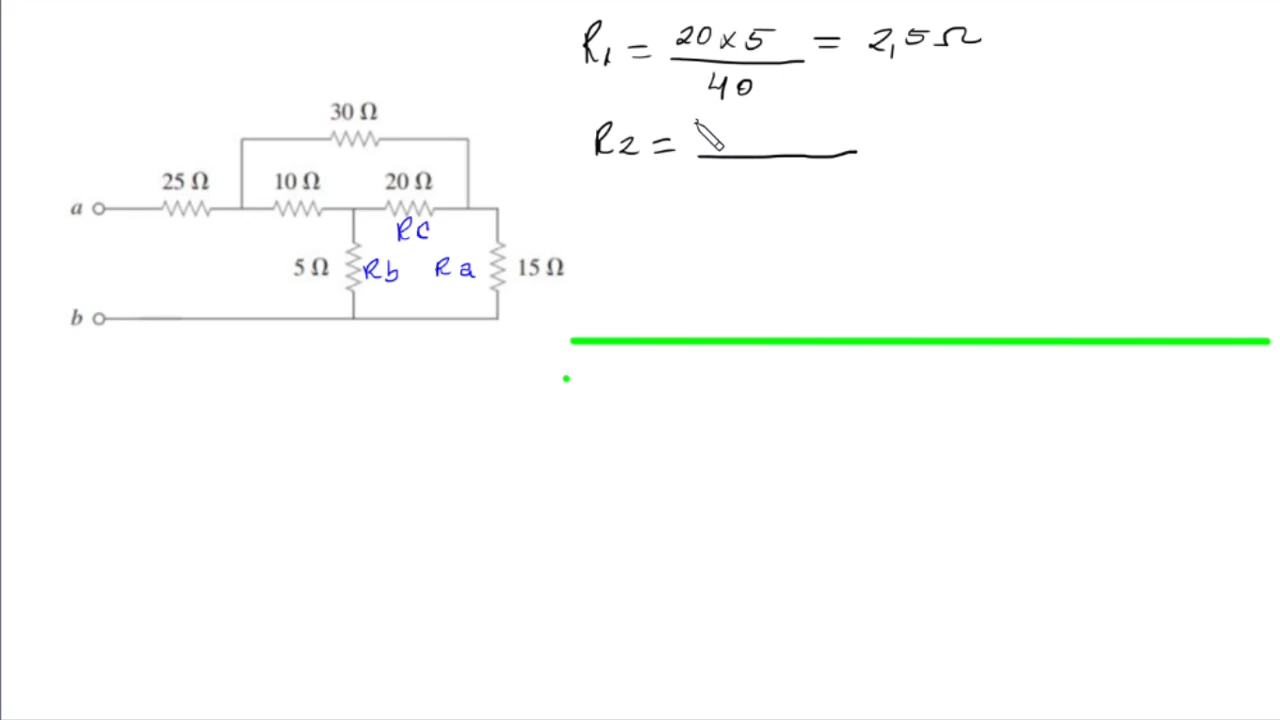 R1 = 20 x 5 / 40 = 2,5 Ω
R2 =
30 Ω
25 Ω
10 Ω
20 Ω
a
Rc
5 Ω
Rb
Ra
15 Ω
b